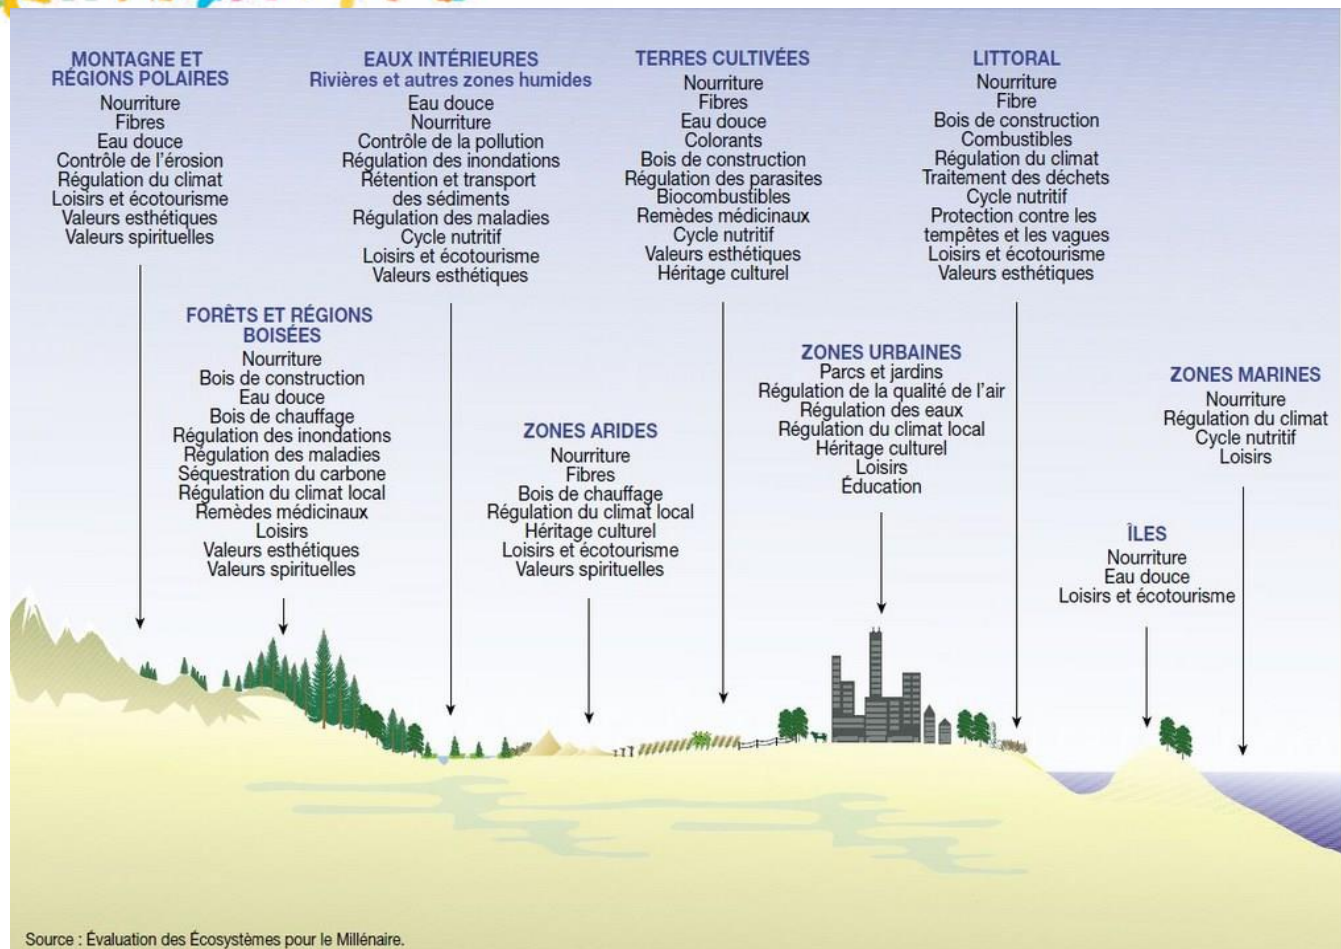 MONTAGNE ET
RÉGIONS POLAIRES
Nourriture
Fibres
Eau douce
Contrôle de l'érosion
Régulation du climat
Loisirs et écotourisme
Valeurs esthétiques
Valeurs spirituelles
EAUX INTÉRIEURES
Rivières et autres zones humides
Eau douce
Nourriture
Contrôle de la pollution
Régulation des inondations
Rétention et transport
des sédiments
Régulation des maladies
Cycle nutritif
Loisirs et écotourisme
Valeurs esthétiques
TERRES CULTIVÉES
Nourriture
Fibres
Eau douce
Colorants
Bois de construction
Régulation des parasites
Biocombustibles
Remèdes médicinaux
Cycle nutritif
Valeurs esthétiques
Héritage culturel
LITTORAL
Nourriture
Fibre
Bois de construction
Combustibles
Régulation du climat
Traitement des déchets
Cycle nutritif
Protection contre les
tempêtes et les vagues
Loisirs et écotourisme
Valeurs esthétiques
FORÊTS ET RÉGIONS
BOISÉES
Nourriture
Bois de construction
Eau douce
Bois de chauffage
Régulation des inondations
Régulation des maladies
Séquestration du carbone
Régulation du climat local
Remèdes médicinaux
Loisirs
Valeurs esthétiques
Valeurs spirituelles
ZONES ARIDES
Nourriture
Fibres
Bois de chauffage
Régulation du climat local
Héritage culturel
Loisirs et écotourisme
Valeurs spirituelles
ZONES URBAINES
Parcs et jardins
Régulation de la qualité de l'air
Régulation des eaux
Régulation du climat local
Héritage culturel
Loisirs
Éducation
ZONES MARINES
Nourriture
Régulation du climat
Cycle nutritif
Loisirs
ÎLES
Nourriture
Eau douce
Loisirs et écotourisme
Source : Évaluation des Écosystèmes pour le Millénaire.